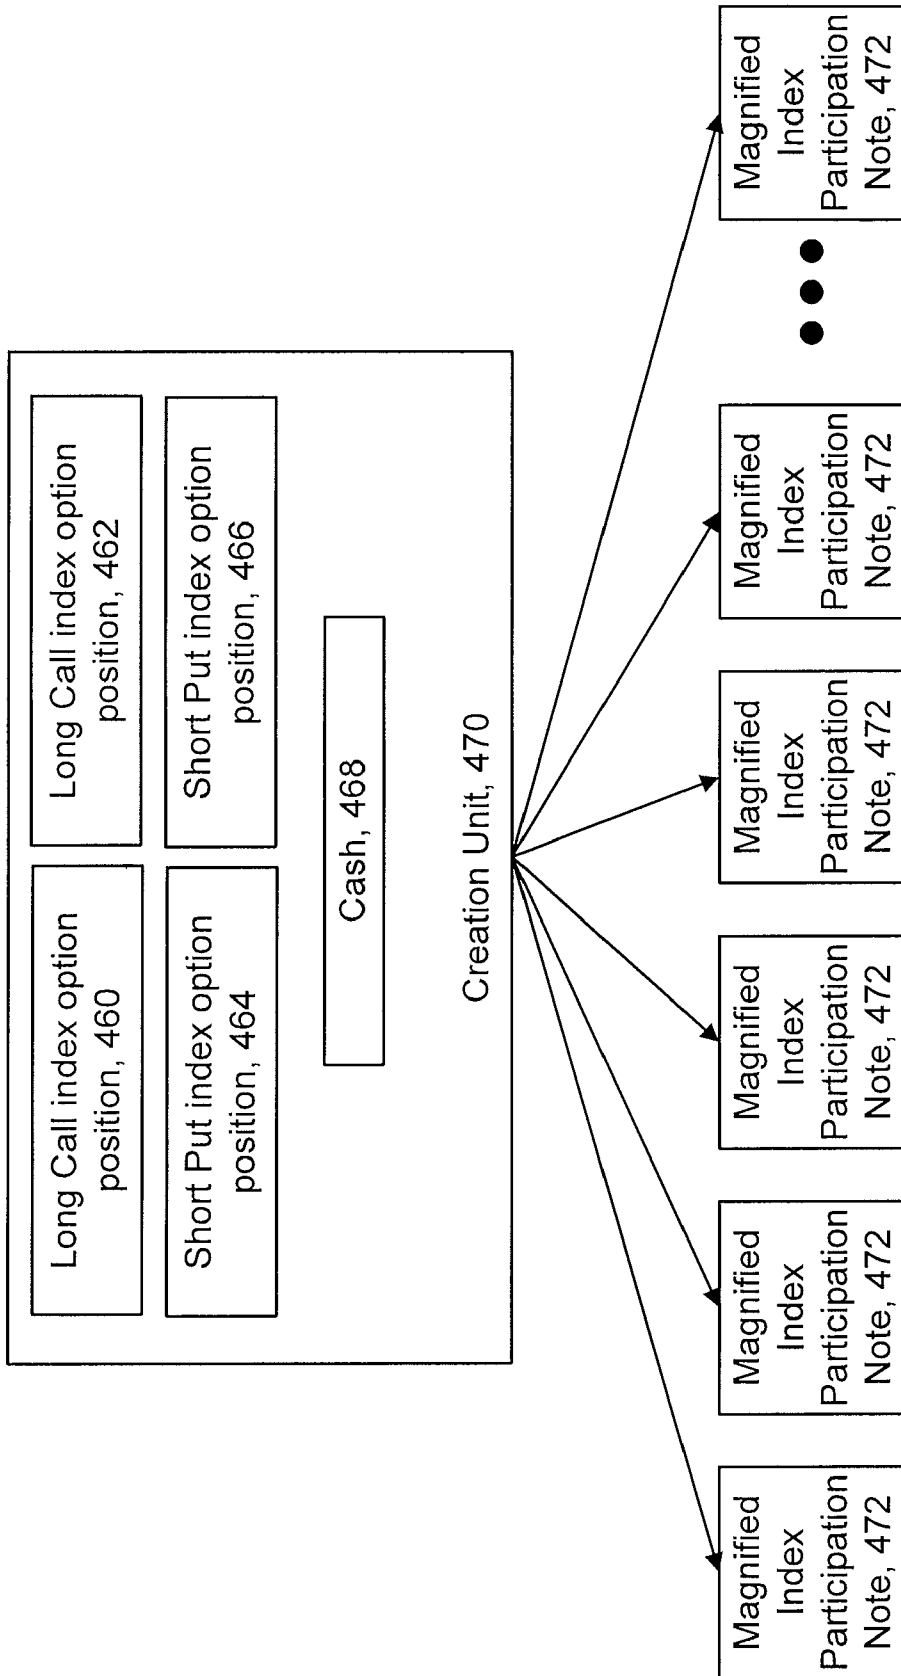 Long Call index option
position, 460
Long Call index option
position, 462
Short Put index option
position, 464
Short Put index option
position, 466
Cash, 468
Creation Unit, 470
Magnified
Index
Participation
Note, 472
Magnified
Index
Participation
Note, 472
Magnified
Index
Participation
Note, 472
Magnified
Index
Participation
Note, 472
Magnified
Index
Participation
Note, 472
Magnified
Index
Participation
Note, 472